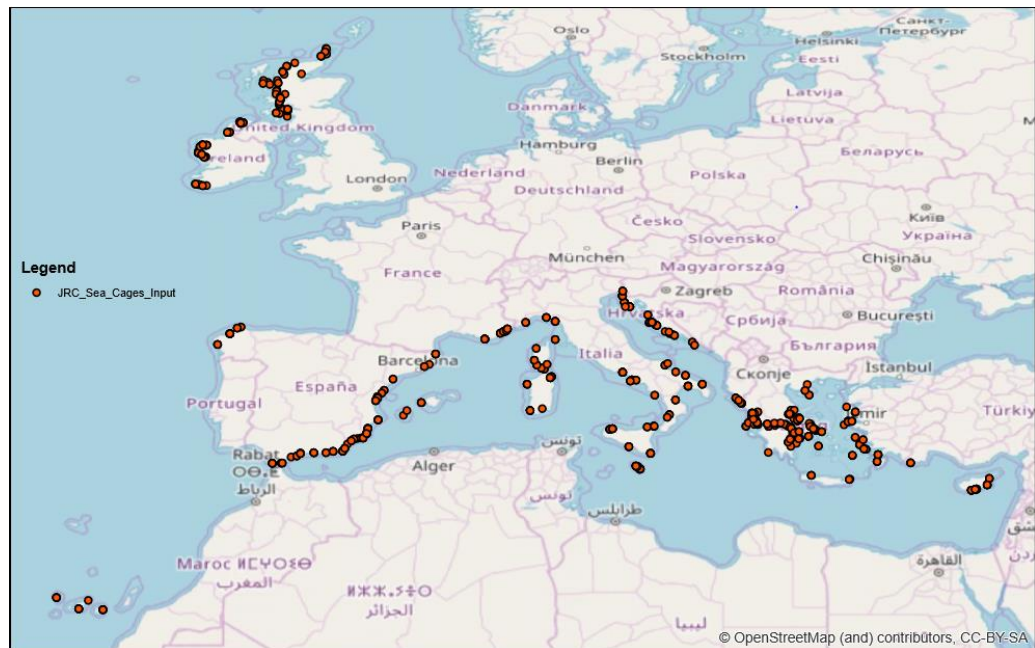 Oslo
Helsinki
Санкт-
Петербург
Stockholm
Eesti
Latvija
Danmark
Lietuva
United Kingdom
Ireland
Hamburg
Беларусь
Nederland
Berlin
Polska
London
Deutschland
Київ
Paris
Česko
Україна
Slovensko
München
Chișinău
Legend
Magyarország
JRC_Sea_Cages_Input
France
Zagreb
România
Hrvatska
Србија
București
България
Barcelona
Italia
Скопје
İstanbul
España
Portugal
Türkiye
Rabat
تونس
Alger
الرباط
تونس
طرابلس
Maroc ⵍⵎⵖⵔⵉⴱ
المغرب
القاهرة
الجزائر
ليبيا
© OpenStreetMap (and) contributors, CC-BY-SA